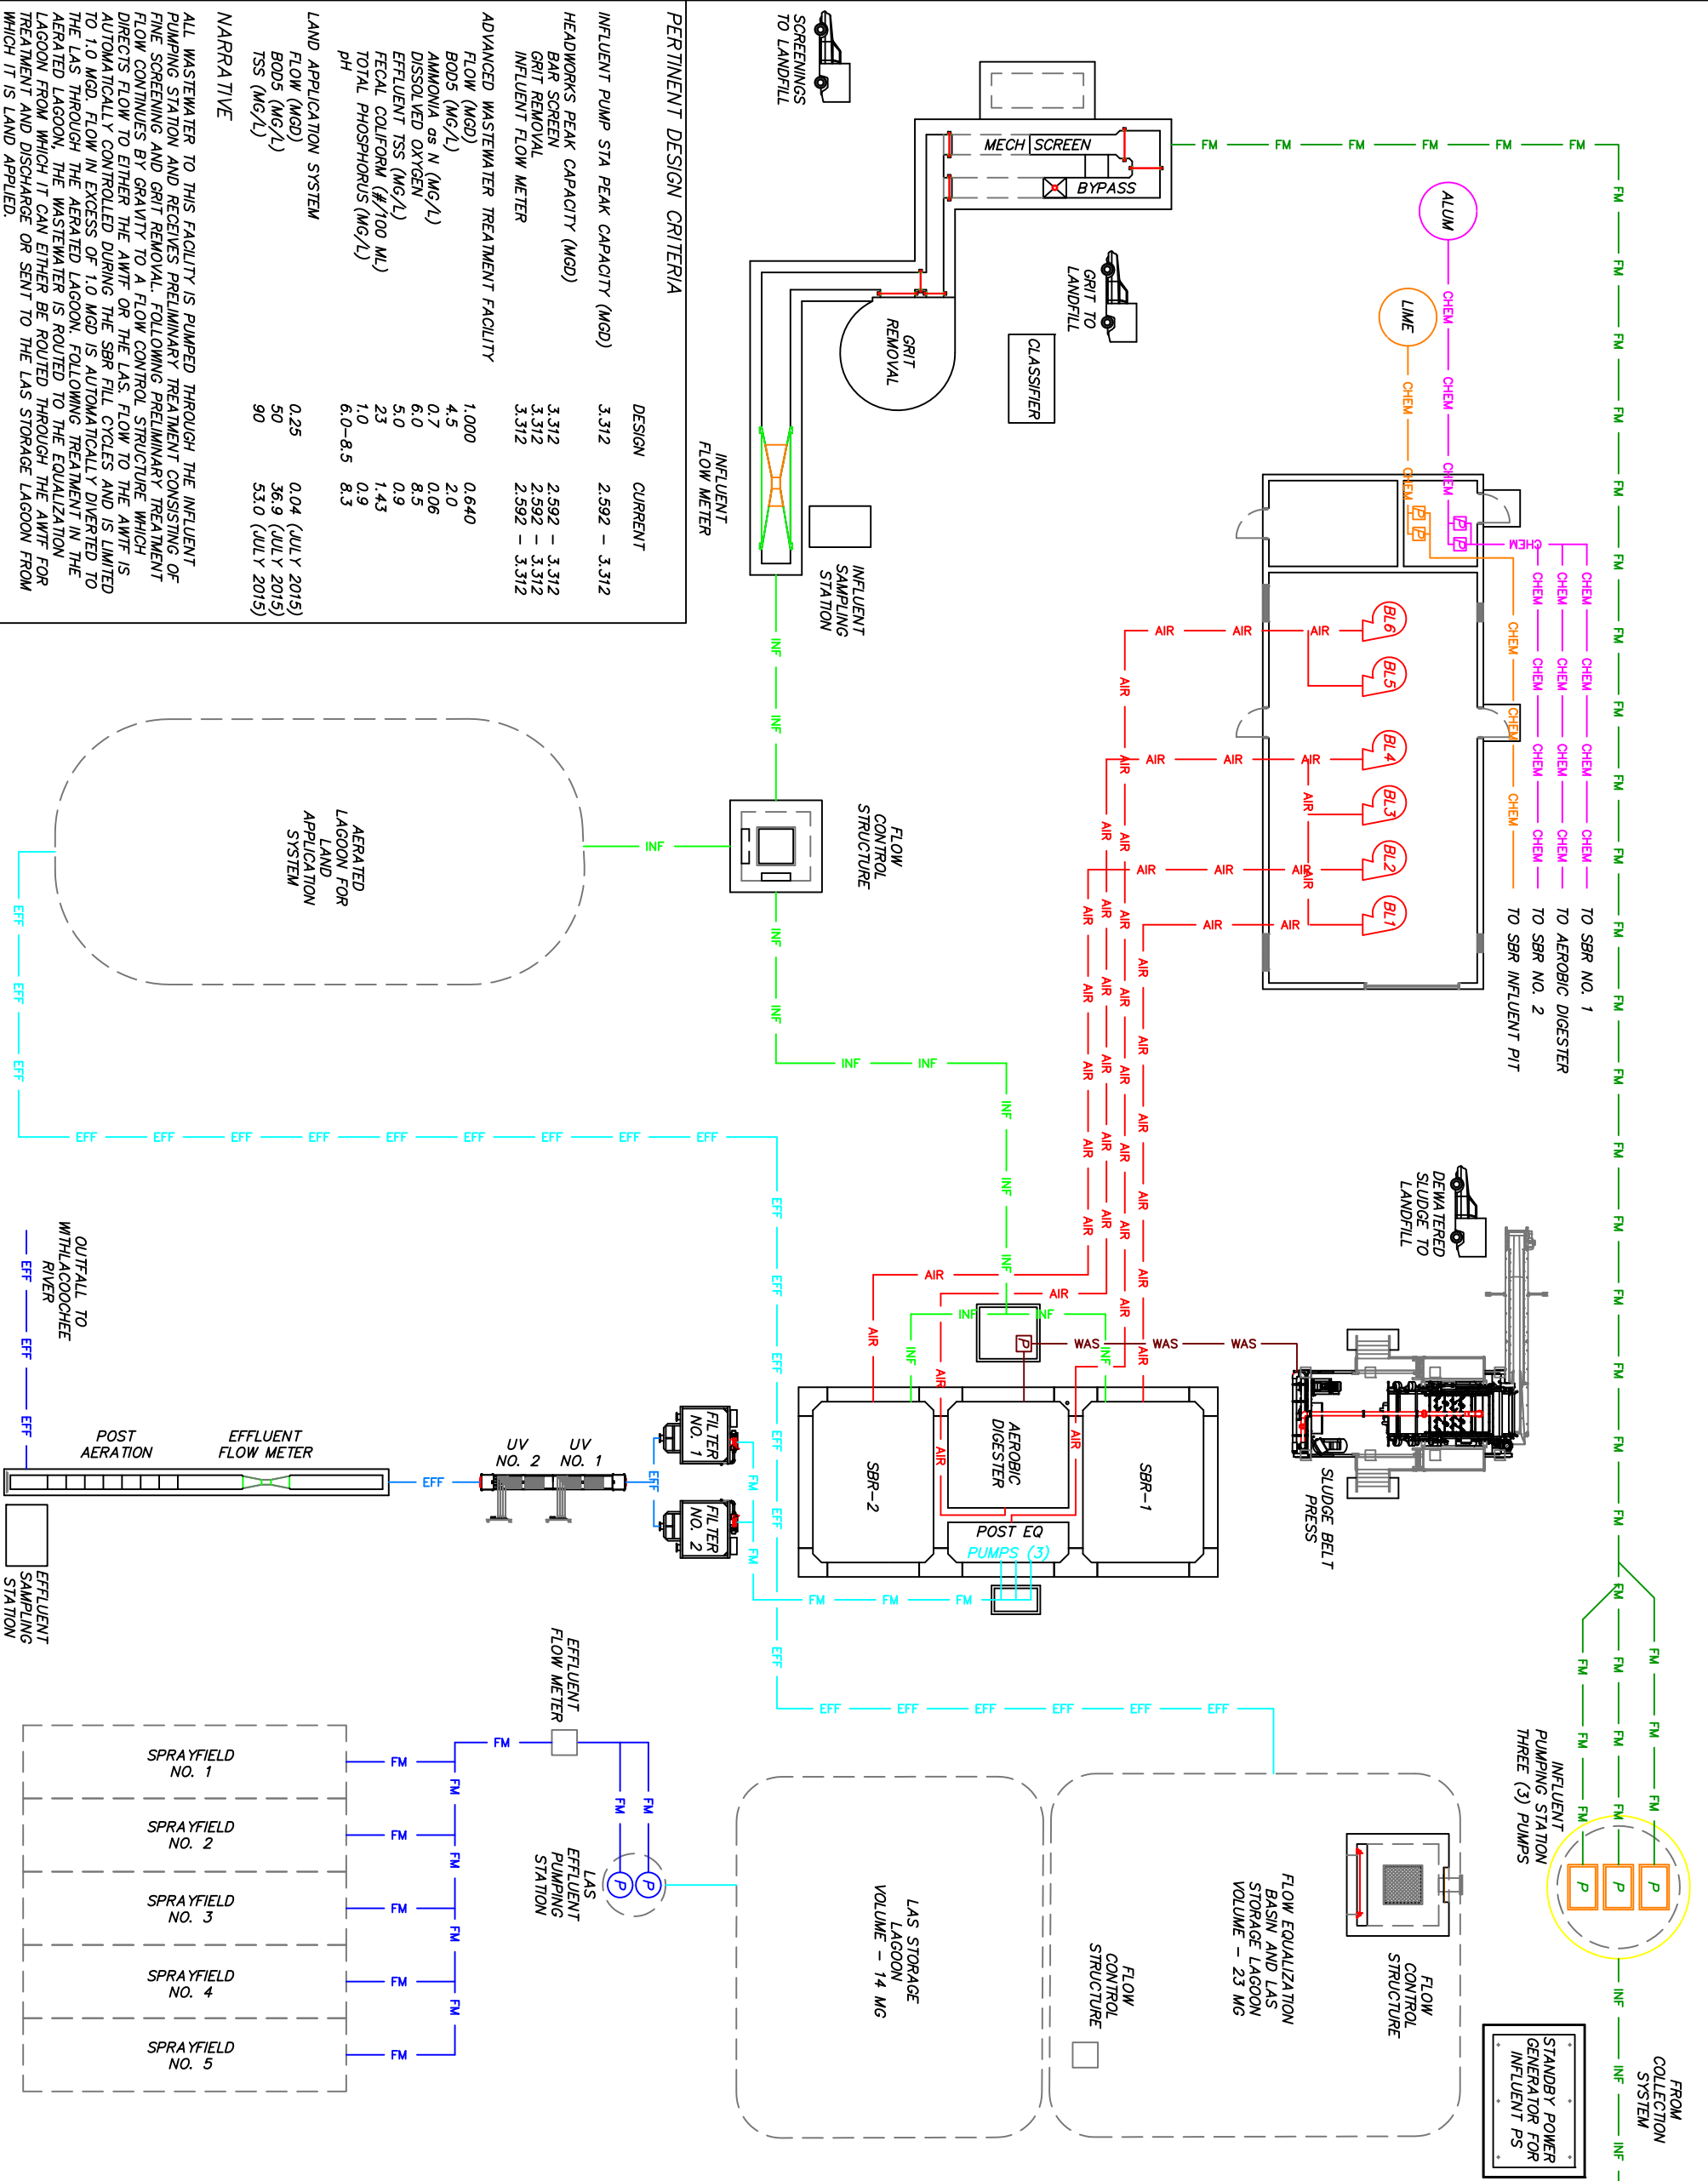 PERTINENT DESIGN CRITERIA
DESIGN CURRENT
INFLUENT PUMP STA PEAK CAPACITY (MGD) 3.312 2.592 - 3.312
HEADWORKS PEAK CAPACITY (MGD)
BAR SCREEN 3.312 2.592 - 3.312
GRIT REMOVAL 3.312 2.592 - 3.312
INFLUENT FLOW METER 3.312 2.592 - 3.312
ADVANCED WASTEWATER TREATMENT FACILITY
FLOW (MGD) 1.000 0.640
BOD5 (MG/L) 4.5 2.0
AMMONIA as N (MG/L) 0.7 0.06
DISSOLVED OXYGEN 6.0 8.5
EFFLUENT TSS (MG/L) 5.0 0.9
FECAL COLIFORM (#/100 ML) 23 1.43
TOTAL PHOSPHORUS (MG/L) 1.0 0.9
pH 6.0-8.5 8.3
LAND APPLICATION SYSTEM
FLOW (MGD) 0.25 0.04 (JULY 2015)
BOD5 (MG/L) 50 36.9 (JULY 2015)
TSS (MG/L) 90 53.0 (JULY 2015)
NARRATIVE
ALL WASTEWATER TO THIS FACILITY IS PUMPED THROUGH THE INFLUENT
PUMPING STATION AND RECEIVES PRELIMINARY TREATMENT CONSISTING OF
FINE SCREENING AND GRIT REMOVAL. FOLLOWING PRELIMINARY TREATMENT
FLOW CONTINUES BY GRAVITY TO A FLOW CONTROL STRUCTURE WHICH
DIRECTS FLOW TO EITHER THE AWTF OR THE LAS. FLOW TO THE AWTF IS
AUTOMATICALLY CONTROLLED DURING THE SBR FILL CYCLES AND IS LIMITED
TO 1.0 MGD. FLOW IN EXCESS OF 1.0 MGD IS AUTOMATICALLY DIVERTED TO
THE LAS THROUGH THE AERATED LAGOON. FOLLOWING TREATMENT IN THE
AERATED LAGOON, THE WASTEWATER IS ROUTED TO THE EQUALIZATION
LAGOON FROM WHICH IT CAN EITHER BE ROUTED THROUGH THE AWTF FOR
TREATMENT AND DISCHARGE OR SENT TO THE LAS STORAGE LAGOON FROM
WHICH IT IS LAND APPLIED.
SCREENINGS
TO LANDFILL
MECH SCREEN
BYPASS
GRIT TO
LANDFILL
GRIT
REMOVAL
CLASSIFIER
INFLUENT
FLOW METER
INFLUENT
SAMPLING
STATION
ALUM
LIME
CHEM
P
P
P
P
BL6
BL5
BL4
BL3
BL2
BL1
AIR
TO SBR NO. 1
TO AEROBIC DIGESTER
TO SBR NO. 2
TO SBR INFLUENT PIT
FM
INF
FLOW
CONTROL
STRUCTURE
AERATED
LAGOON FOR
LAND
APPLICATION
SYSTEM
EFF
DEWATERED
SLUDGE TO
LANDFILL
SLUDGE BELT
PRESS
WAS
P
SBR-1
AEROBIC
DIGESTER
SBR-2
POST EQ
PUMPS (3)
FILTER
NO. 1
FILTER
NO. 2
UV
NO. 2
UV
NO. 1
EFFLUENT
FLOW METER
POST
AERATION
OUTFALL TO
WITHLACOOCHEE
RIVER
EFFLUENT
SAMPLING
STATION
INFLUENT
PUMPING STATION
THREE (3) PUMPS
P
P
P
FROM
COLLECTION
SYSTEM
STANDBY POWER
GENERATOR FOR
INFLUENT PS
FLOW
CONTROL
STRUCTURE
FLOW EQUALIZATION
BASIN AND LAS
STORAGE LAGOON
VOLUME - 23 MG
FLOW
CONTROL
STRUCTURE
LAS STORAGE
LAGOON
VOLUME - 14 MG
LAS
EFFLUENT
PUMPING
STATION
P
P
EFFLUENT
FLOW METER
SPRAYFIELD
NO. 1
SPRAYFIELD
NO. 2
SPRAYFIELD
NO. 3
SPRAYFIELD
NO. 4
SPRAYFIELD
NO. 5